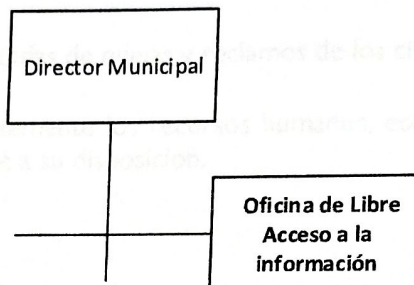 Director Municipal
Oficina de Libre
Acceso a la
información